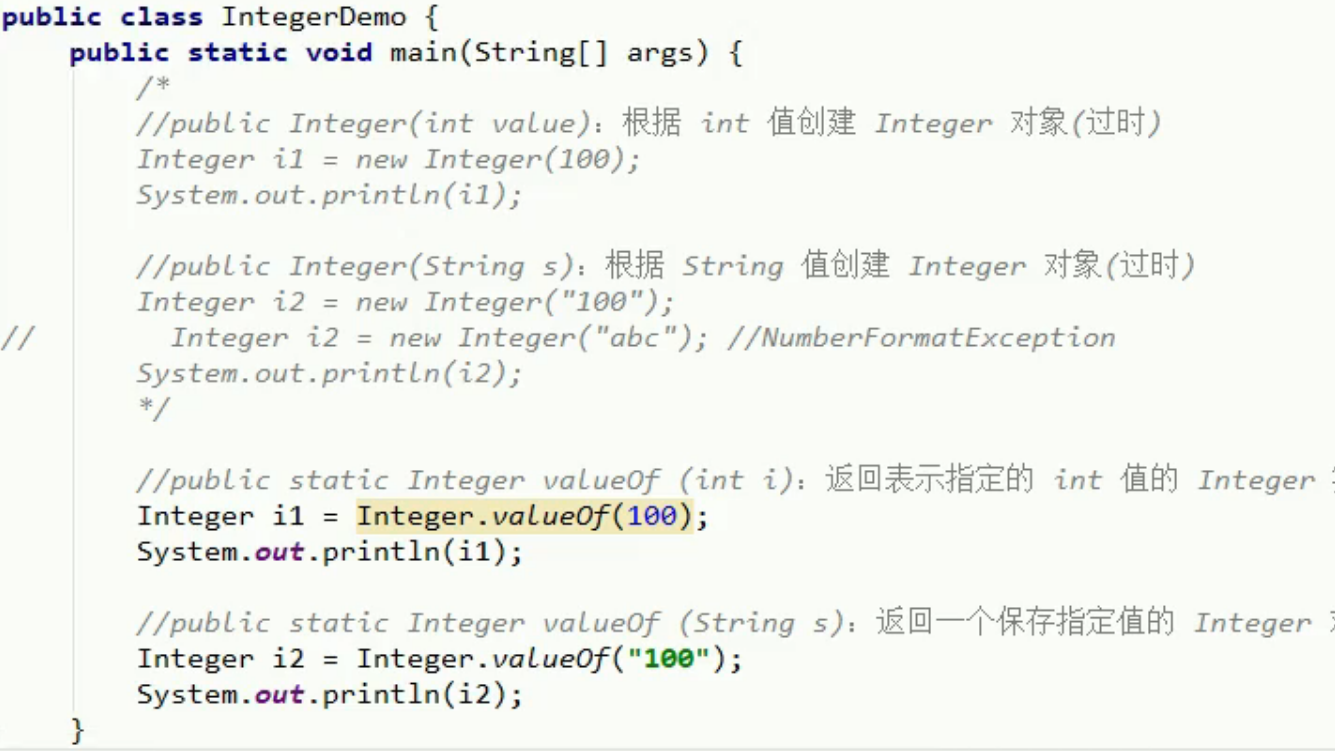 public class IntegerDemo {
public static void main(String[] args) {
/*
//public Integer(int value)：根据 int 值创建 Integer 对象(过时)
Integer i1 = new Integer(100);
System.out.println(i1);
//public Integer(String s)：根据 String 值创建 Integer 对象(过时)
Integer i2 = new Integer("100");
// Integer i2 = new Integer("abc"); //NumberFormatException
System.out.println(i2);
*/
//public static Integer valueOf (int i)：返回表示指定的 int 值的 Integer
Integer i1 = Integer.valueOf(100);
System.out.println(i1);
//public static Integer valueOf (String s)：返回一个保存指定值的 Integer
Integer i2 = Integer.valueOf("100");
System.out.println(i2);
}